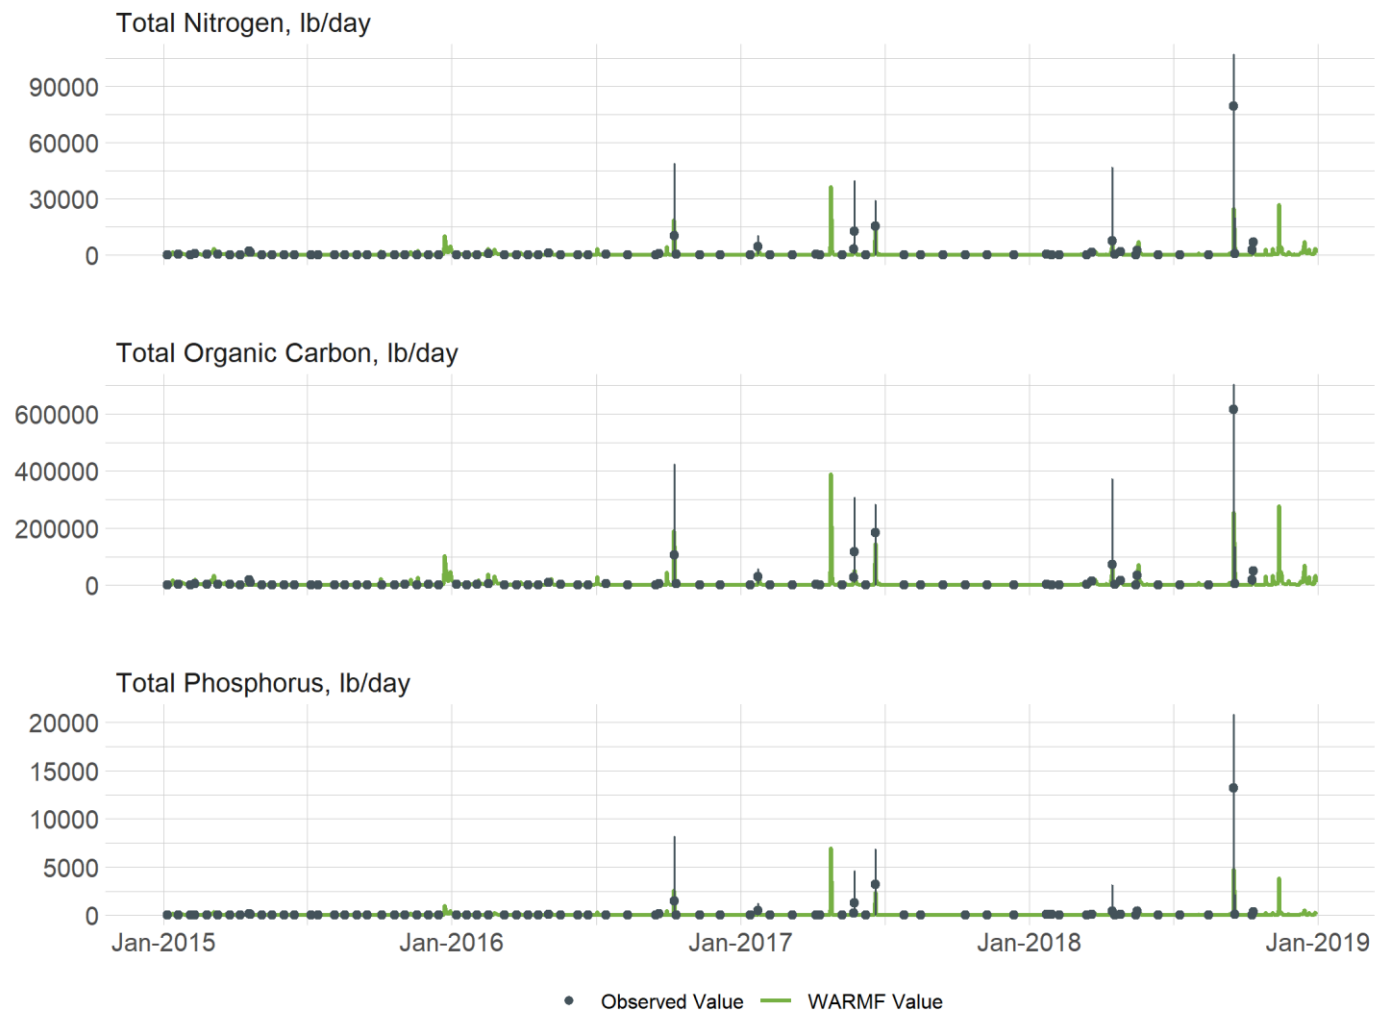 Total Nitrogen, lb/day
90000
60000
30000
0
Total Organic Carbon, lb/day
600000
400000
200000
0
Total Phosphorus, lb/day
20000
15000
10000
5000
0
Jan-2015 Jan-2016 Jan-2017 Jan-2018 Jan-2019
Observed Value WARMF Value